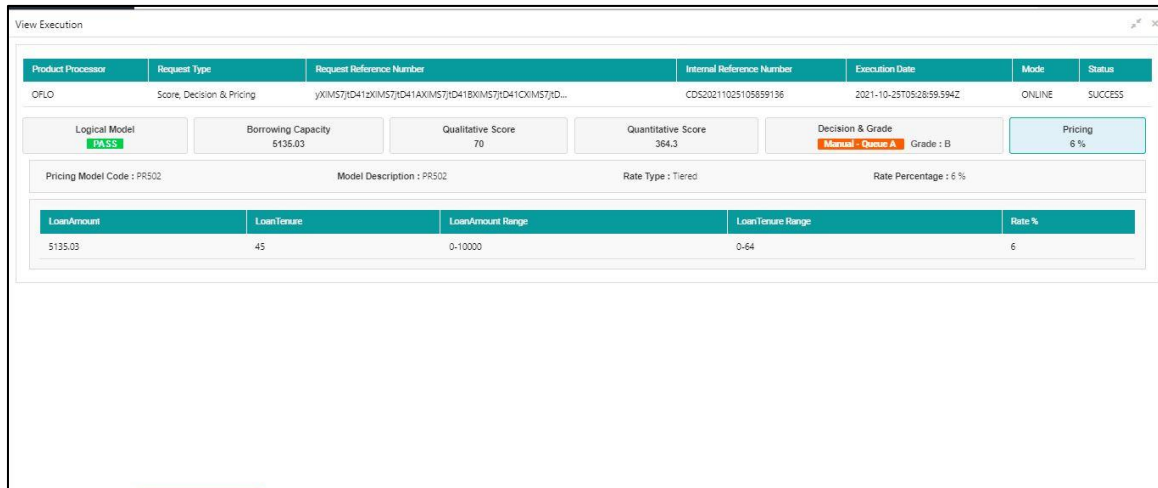 View Execution
Product Processor Request Type Request Reference Number Internal Reference Number Execution Date Mode Status
OFLO Score, Decision & Pricing yXIMS7jtD41zXIMS7jtD41AXIMS7jtD41BXIMS7jtD41CXIMS7jtD... CDS20211025105859136 2021-10-25T05:28:59.594Z ONLINE SUCCESS
Logical Model Borrowing Capacity Qualitative Score Quantitative Score Decision & Grade Pricing
PASS 5135.03 70 364.3 Manual - Queue A Grade : B 6 %
Pricing Model Code : PR502 Model Description : PR502 Rate Type : Tiered Rate Percentage : 6 %
LoanAmount LoanTenure LoanAmount Range LoanTenure Range Rate %
5135.03 45 0-10000 0-64 6